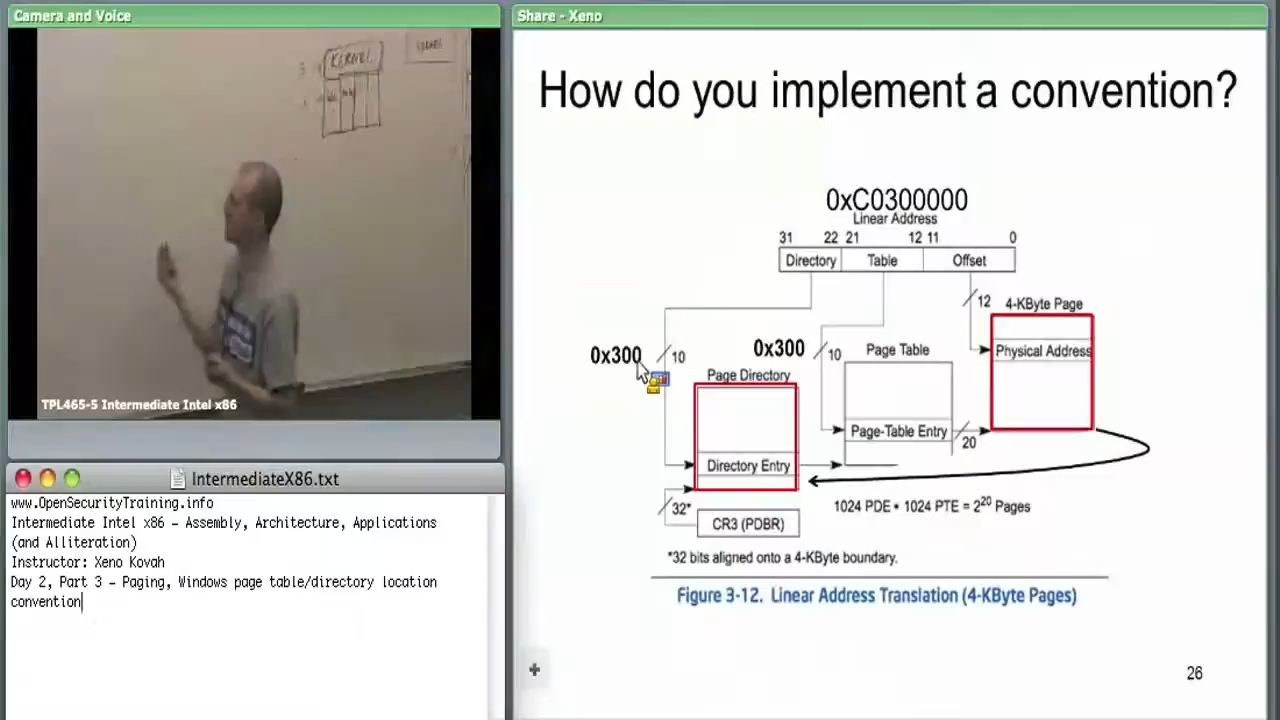 Camera and Voice
KERNEL
TPL465-5 Intermediate Intel x86
IntermediateX86.txt
www.OpenSecurityTraining.info
Intermediate Intel x86 – Assembly, Architecture, Applications
(and Alliteration)
Instructor: Xeno Kovah
Day 2, Part 3 – Paging, Windows page table/directory location
convention
Share - Xeno
How do you implement a convention?
0xC0300000
Linear Address
31 22 21 12 11 0
Directory Table Offset
12 4-KByte Page
0x300 10 0x300 10 Page Table Physical Address
Page Directory
Page-Table Entry 20
Directory Entry
32*
1024 PDE * 1024 PTE = 2^20 Pages
CR3 (PDBR)
*32 bits aligned onto a 4-KByte boundary.
Figure 3-12. Linear Address Translation (4-KByte Pages)
26